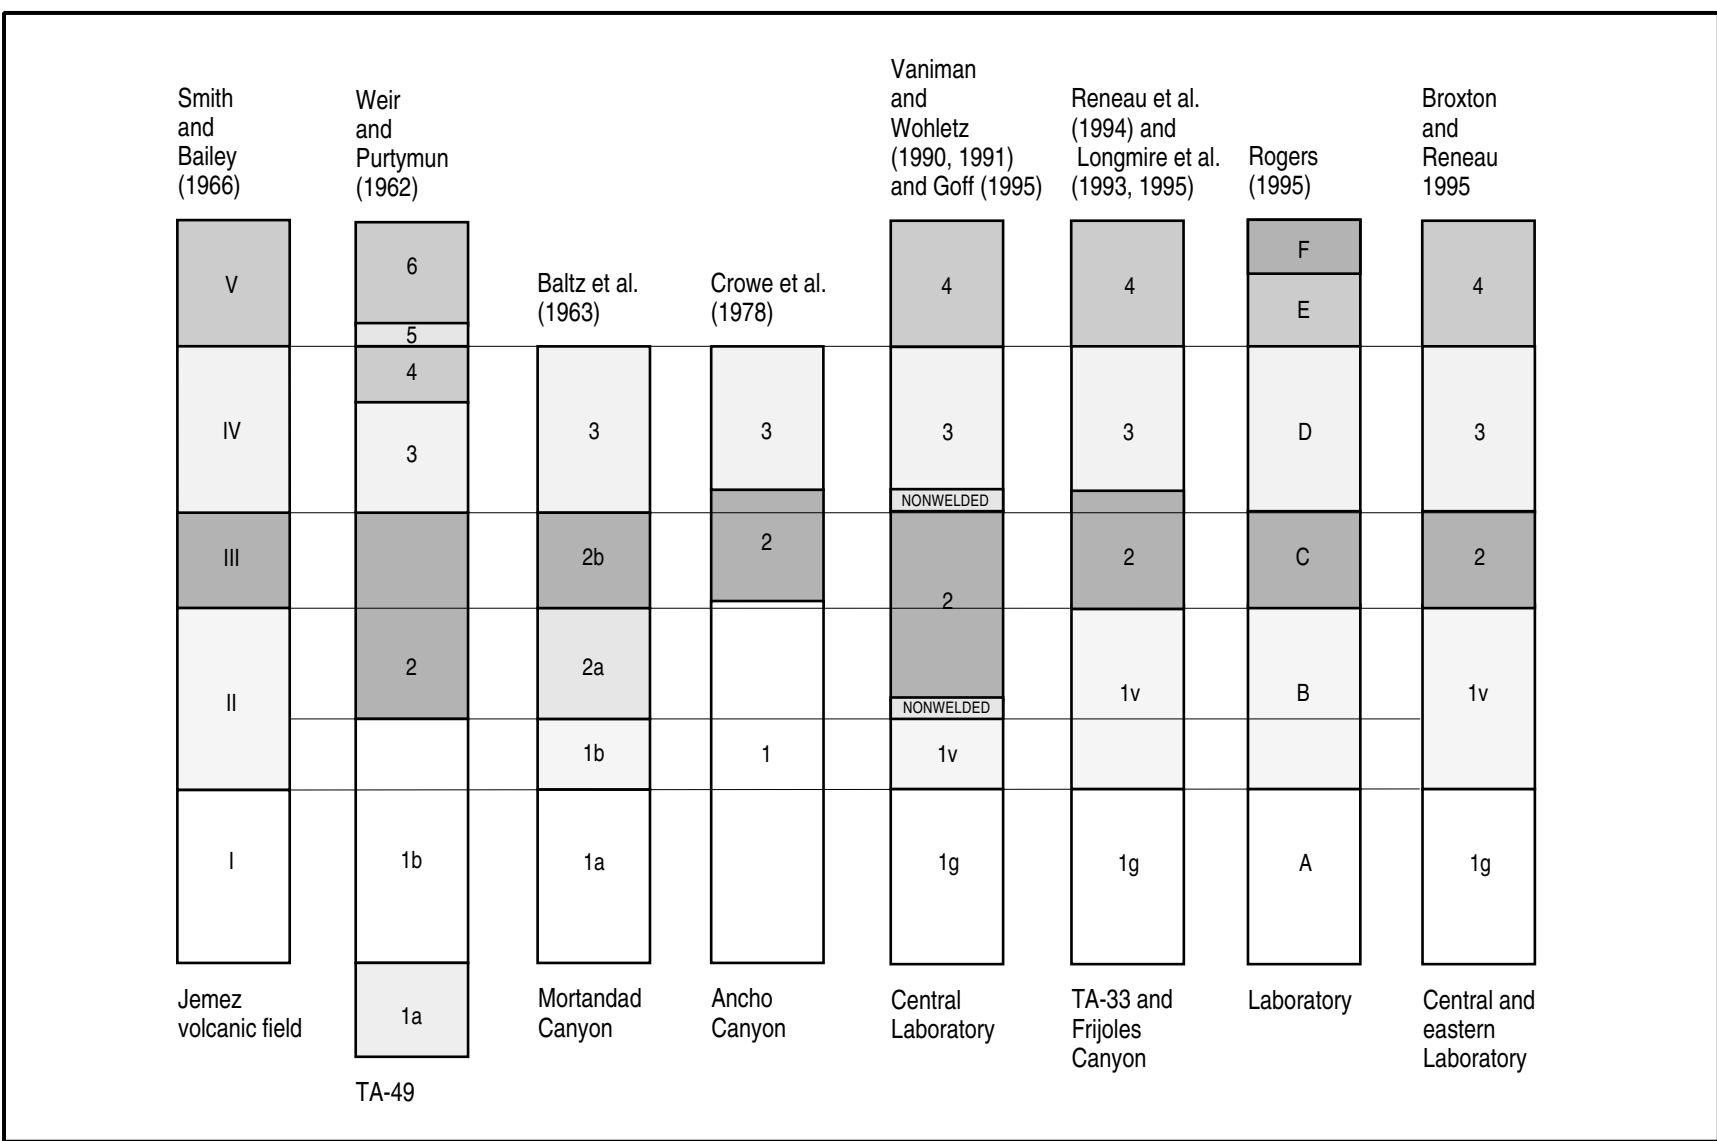 Smith
and
Bailey
(1966)
V
IV
III
II
I
Jemez
volcanic field
Weir
and
Purtymun
(1962)
6
5
4
3
2
1b
1a
TA-49
Baltz et al.
(1963)
3
2b
2a
1b
1a
Mortandad
Canyon
Crowe et al.
(1978)
3
2
1
Ancho
Canyon
Vaniman
and
Wohletz
(1990, 1991)
and Goff (1995)
4
3
NONWELDED
2
NONWELDED
1v
1g
Central
Laboratory
Reneau et al.
(1994) and
Longmire et al.
(1993, 1995)
4
3
2
1v
1g
TA-33 and
Frijoles
Canyon
Rogers
(1995)
F
E
D
C
B
A
Laboratory
Broxton
and
Reneau
1995
4
3
2
1v
1g
Central and
eastern
Laboratory